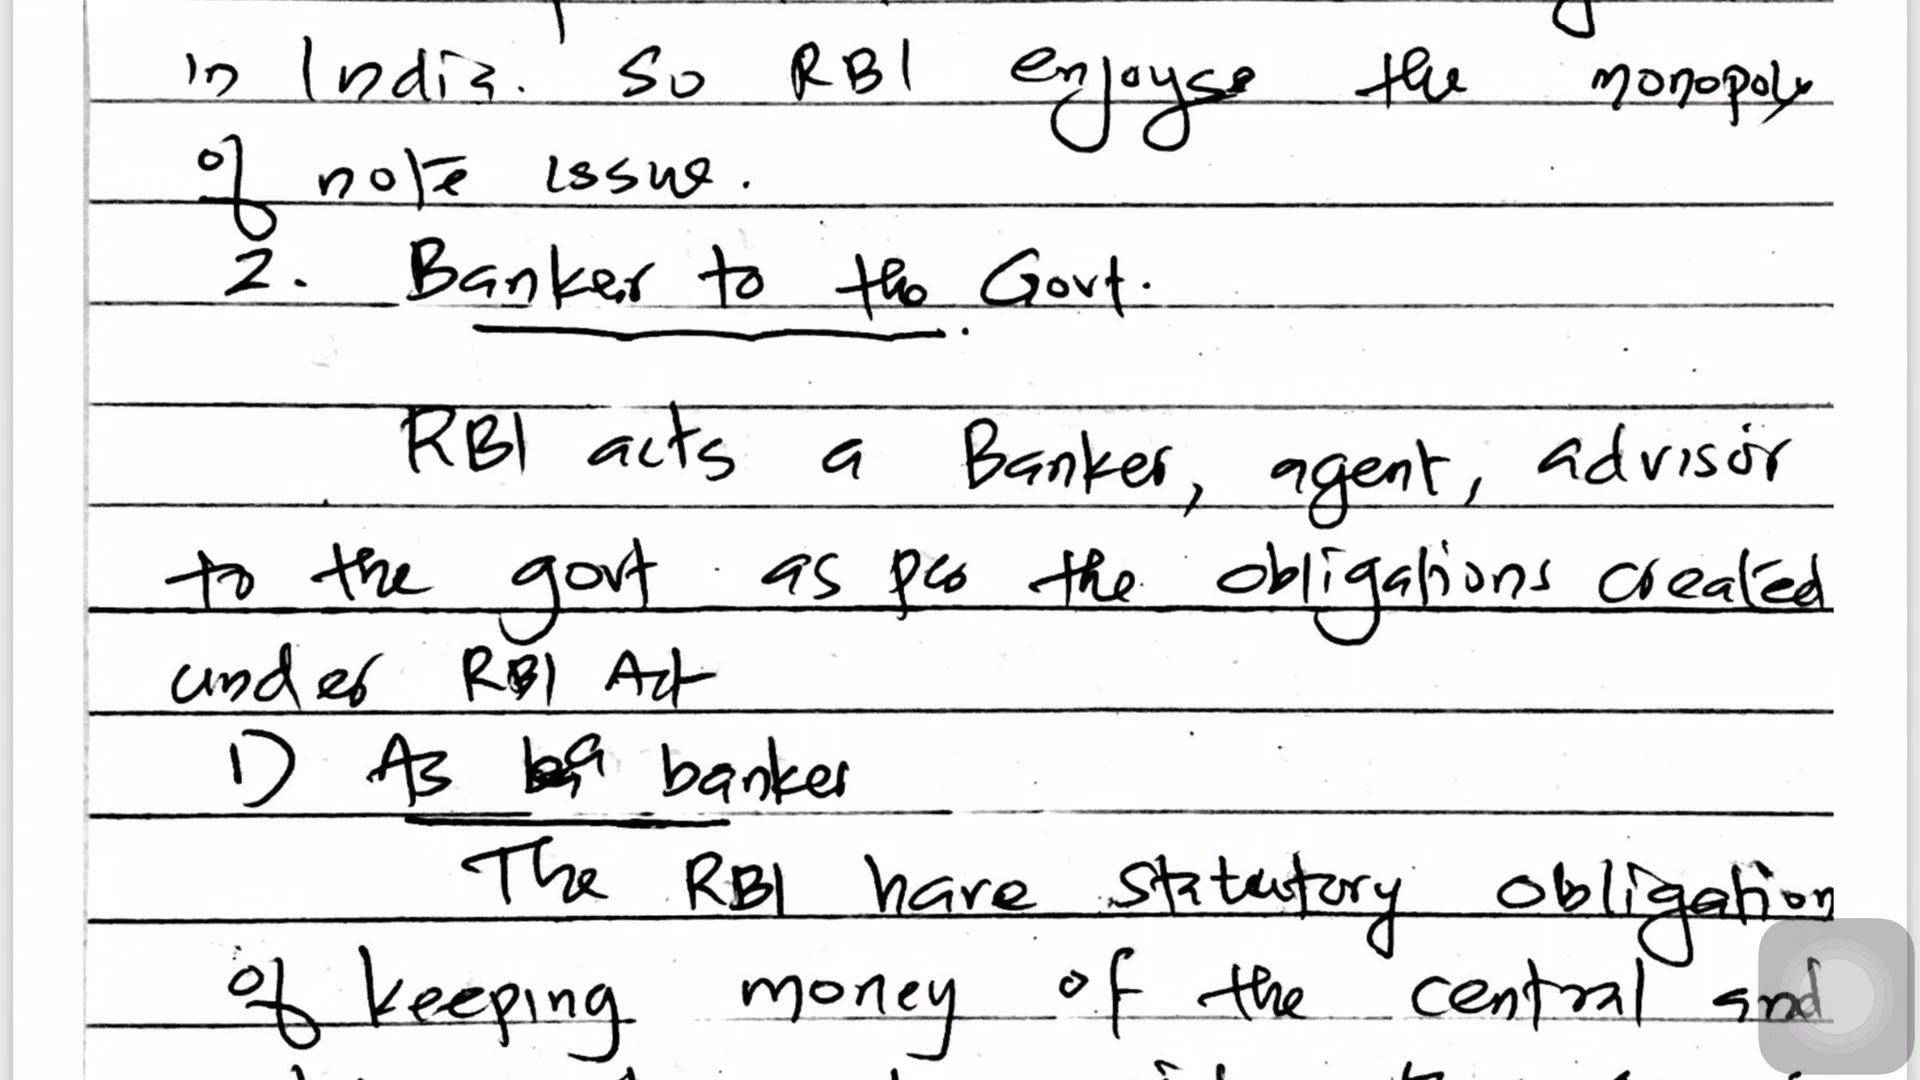 in India. So RBI enjoyse the monopoly
of note issue.
2. Banker to the Govt.
RBI acts a Banker, agent, advisor
to the govt as per the obligations created
under RBI Act
1) As a banker
The RBI have statutory obligation
of keeping money of the central and